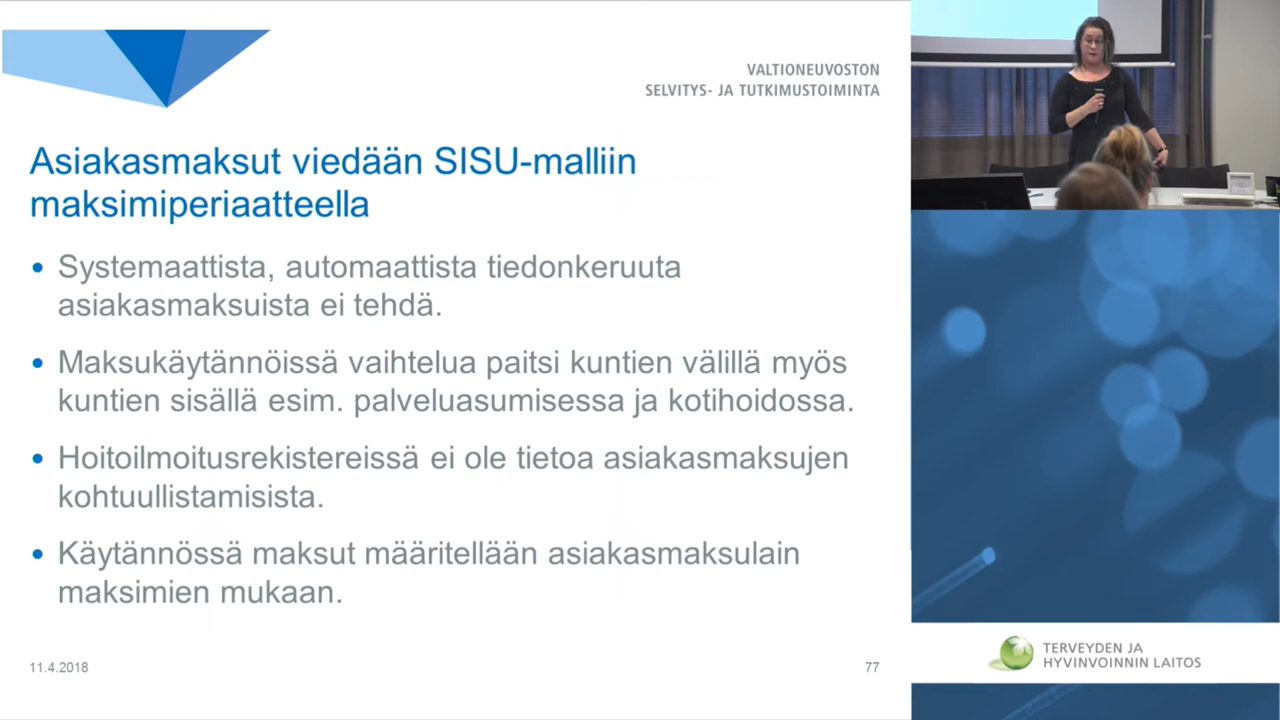 VALTIONEUVOSTON
SELVITYS- JA TUTKIMUSTOIMINTA
Asiakasmaksut viedään SISU-malliin
maksimiperiaatteella
• Systemaattista, automaattista tiedonkeruuta
asiakasmaksuista ei tehdä.
• Maksukäytännöissä vaihtelua paitsi kuntien välillä myös
kuntien sisällä esim. palveluasumisessa ja kotihoidossa.
• Hoitoilmoitusrekistereissä ei ole tietoa asiakasmaksujen
kohtuullistamisista.
• Käytännössä maksut määritellään asiakasmaksulain
maksimien mukaan.
11.4.2018
77
TERVEYDEN JA
HYVINVOINNIN LAITOS